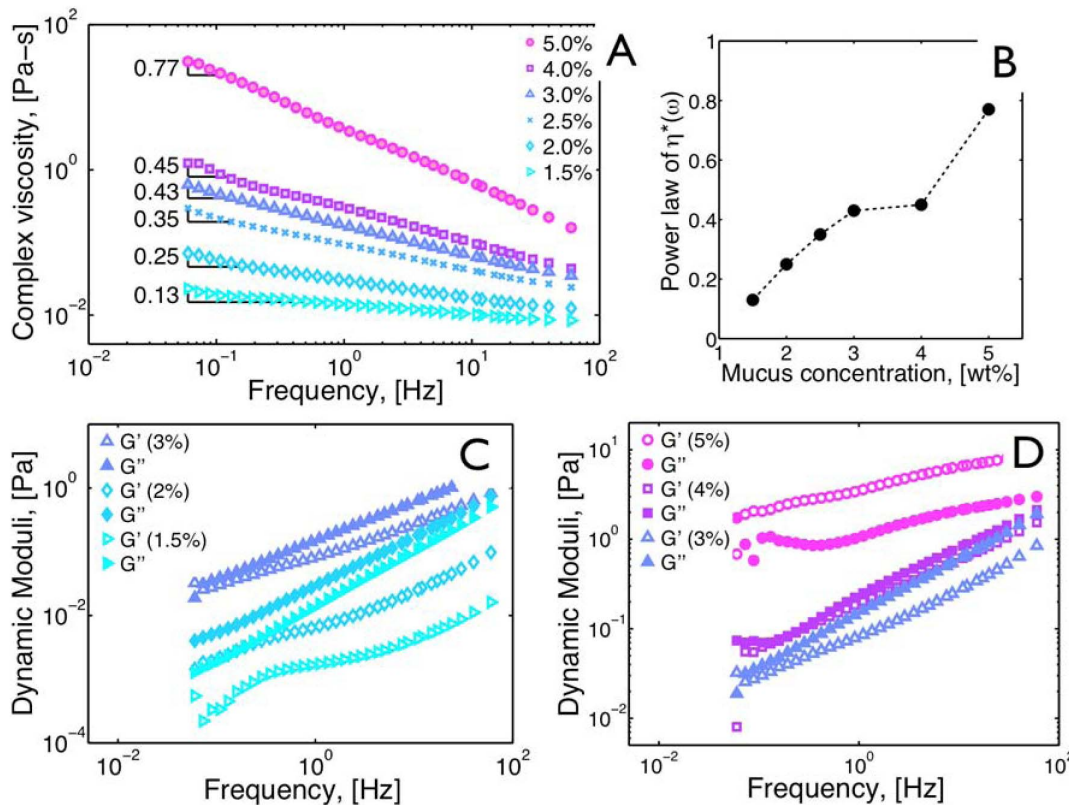 A
Complex viscosity, [Pa-s]
10^2
10^0
10^-2
0.77
0.45
0.43
0.35
0.25
0.13
5.0%
4.0%
3.0%
2.5%
2.0%
1.5%
10^-2 10^-1 10^0 10^1 10^2
Frequency, [Hz]
B
Power law of η*(ω)
1
0.8
0.6
0.4
0.2
0
1 2 3 4 5
Mucus concentration, [wt%]
C
Dynamic Moduli, [Pa]
10^0
10^-2
10^-4
G' (3%)
G''
G' (2%)
G''
G' (1.5%)
G''
10^-2 10^0 10^2
Frequency, [Hz]
D
Dynamic Moduli, [Pa]
10^1
10^0
10^-1
10^-2
G' (5%)
G''
G' (4%)
G''
G' (3%)
G''
10^-2 10^0 10^2
Frequency, [Hz]